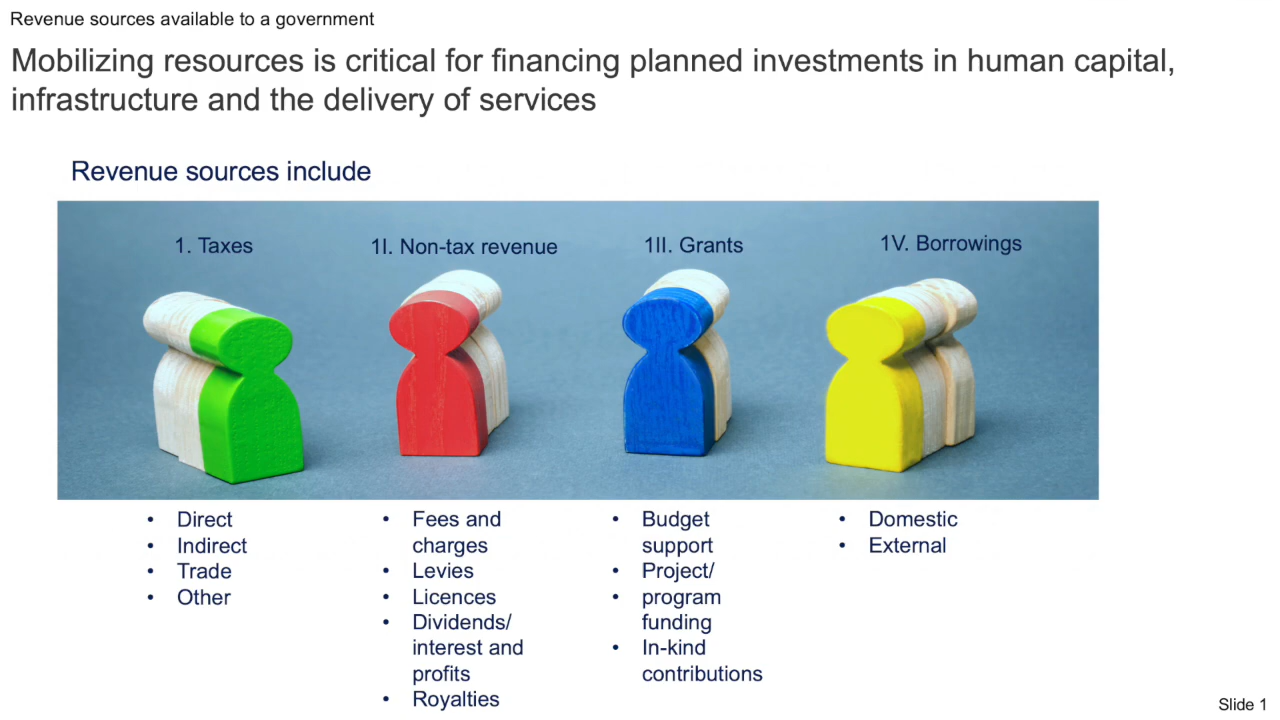 Revenue sources available to a government
Mobilizing resources is critical for financing planned investments in human capital,
infrastructure and the delivery of services
Revenue sources include
1. Taxes
1I. Non-tax revenue
1II. Grants
1V. Borrowings
• Direct
• Indirect
• Trade
• Other
• Fees and
charges
• Levies
• Licences
• Dividends/
interest and
profits
• Royalties
• Budget
support
• Project/
• program
funding
• In-kind
contributions
• Domestic
• External
Slide 1